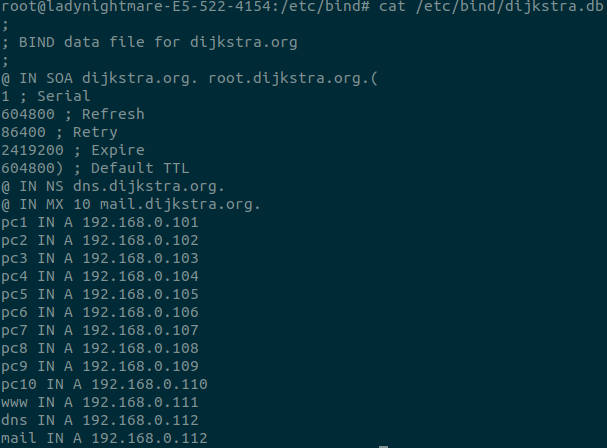 root@ladynightmare-E5-522-4154:/etc/bind# cat /etc/bind/dijkstra.db
;
; BIND data file for dijkstra.org
;
@ IN SOA dijkstra.org. root.dijkstra.org.(
1 ; Serial
604800 ; Refresh
86400 ; Retry
2419200 ; Expire
604800) ; Default TTL
@ IN NS dns.dijkstra.org.
@ IN MX 10 mail.dijkstra.org.
pc1 IN A 192.168.0.101
pc2 IN A 192.168.0.102
pc3 IN A 192.168.0.103
pc4 IN A 192.168.0.104
pc5 IN A 192.168.0.105
pc6 IN A 192.168.0.106
pc7 IN A 192.168.0.107
pc8 IN A 192.168.0.108
pc9 IN A 192.168.0.109
pc10 IN A 192.168.0.110
www IN A 192.168.0.111
dns IN A 192.168.0.112
mail IN A 192.168.0.112